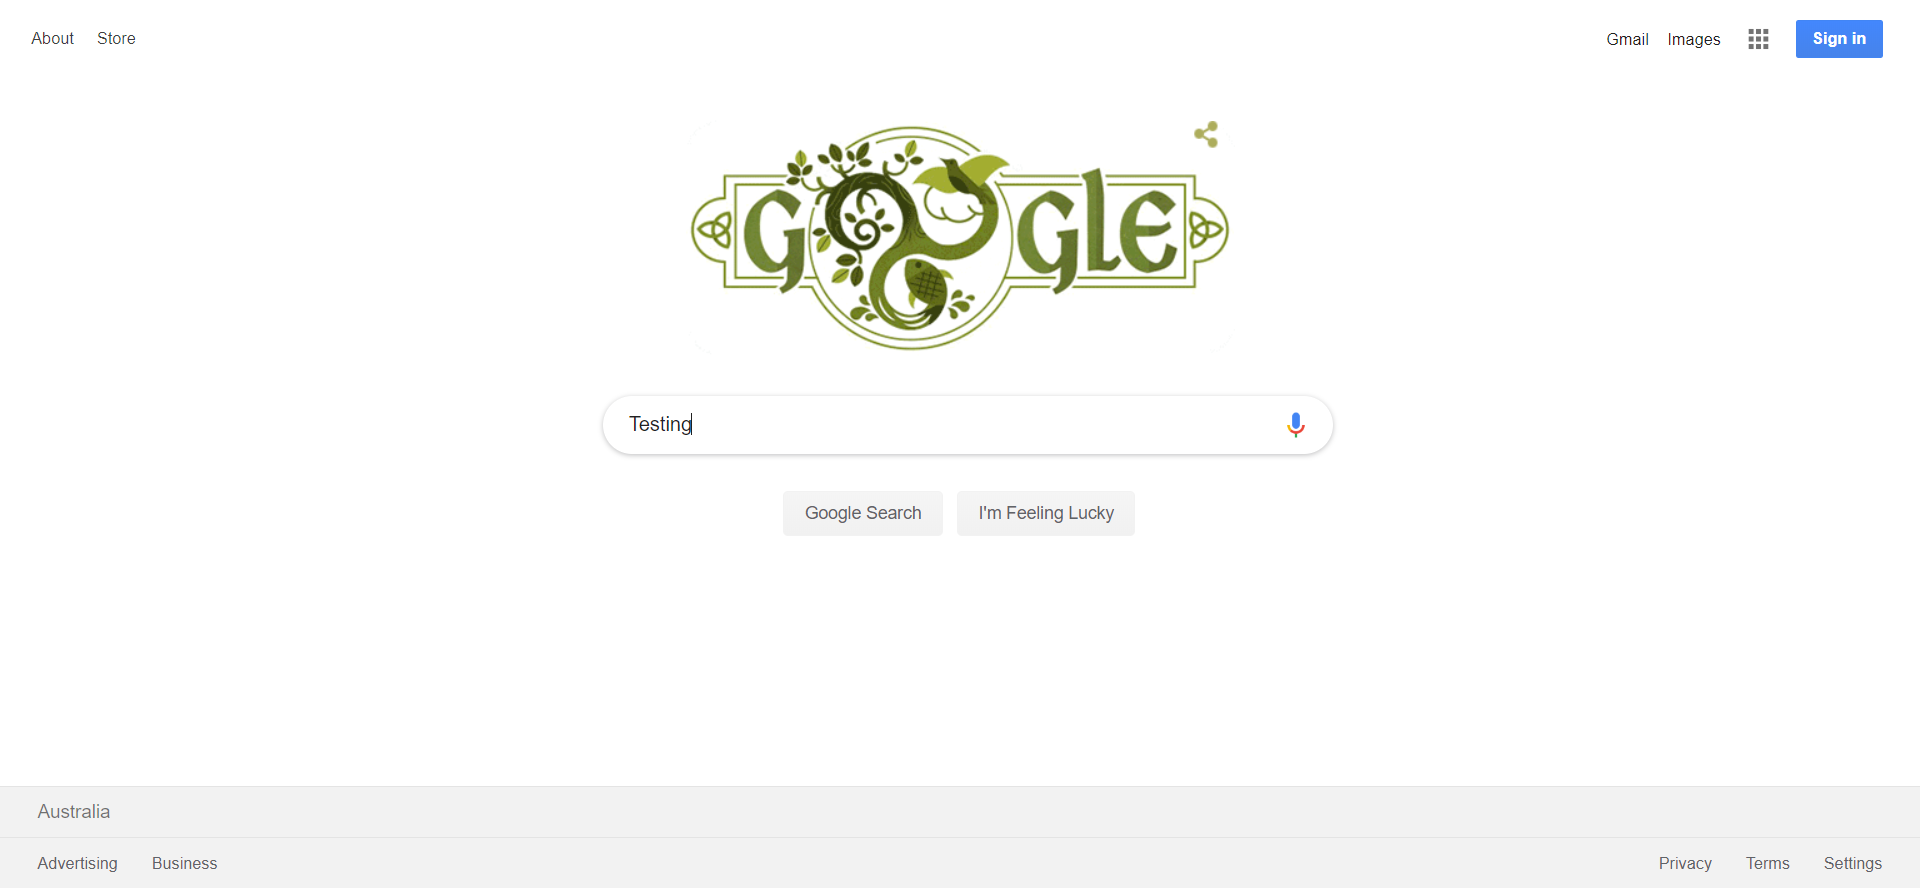 About Store
Gmail Images Sign in
GOOGLE
Testing
Google Search I'm Feeling Lucky
Australia
Advertising Business
Privacy Terms Settings